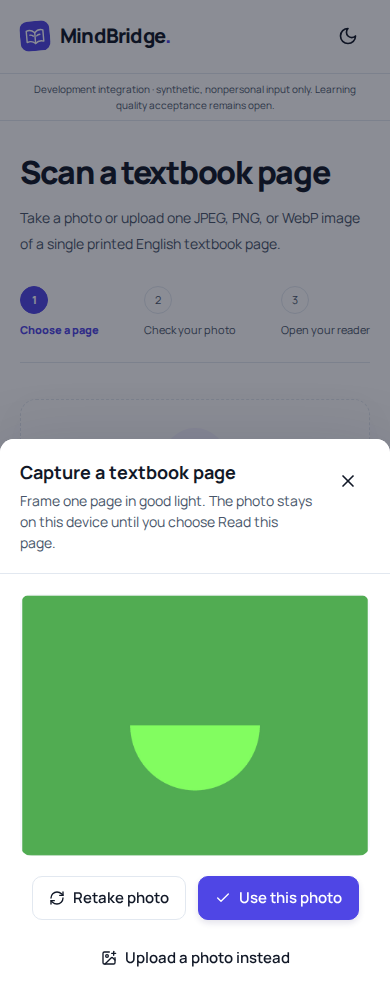 MindBridge.
Development integration · synthetic, nonpersonal input only. Learning
quality acceptance remains open.
Scan a textbook page
Take a photo or upload one JPEG, PNG, or WebP image
of a single printed English textbook page.
1
2
3
Choose a page
Check your photo
Open your reader
Capture a textbook page
Frame one page in good light. The photo stays
on this device until you choose Read this
page.
Retake photo
Use this photo
Upload a photo instead